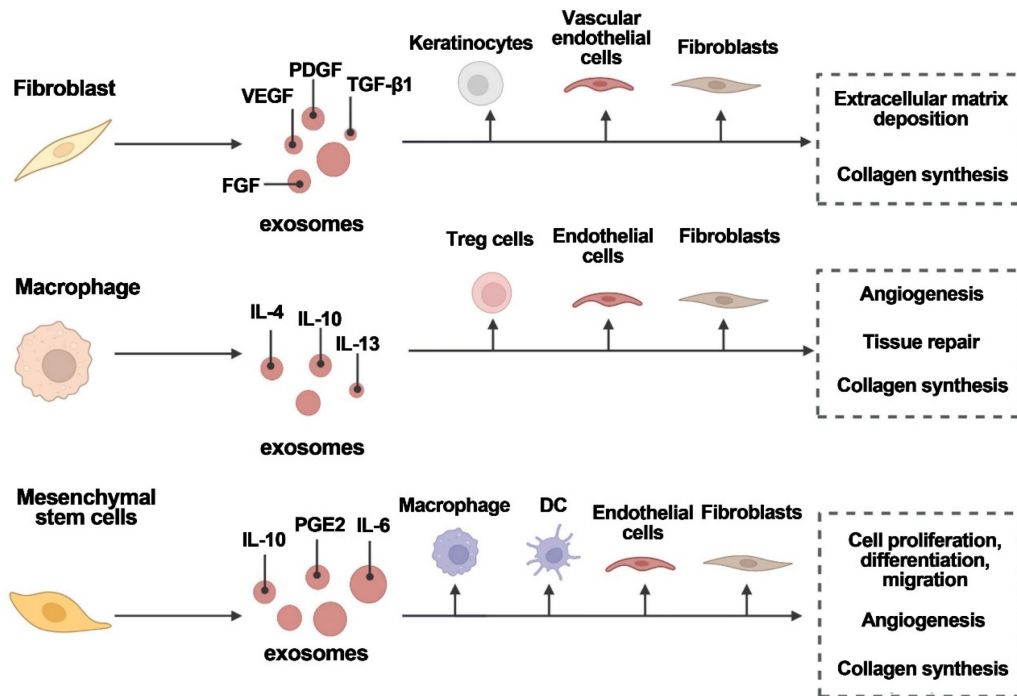 Fibroblast
PDGF
VEGF
TGF-β1
FGF
exosomes
Keratinocytes
Vascular
endothelial
cells
Fibroblasts
Extracellular matrix
deposition
Collagen synthesis
Macrophage
IL-4
IL-10
IL-13
exosomes
Treg cells
Endothelial
cells
Fibroblasts
Angiogenesis
Tissue repair
Collagen synthesis
Mesenchymal
stem cells
IL-10
PGE2
IL-6
exosomes
Macrophage
DC
Endothelial
cells
Fibroblasts
Cell proliferation,
differentiation,
migration
Angiogenesis
Collagen synthesis